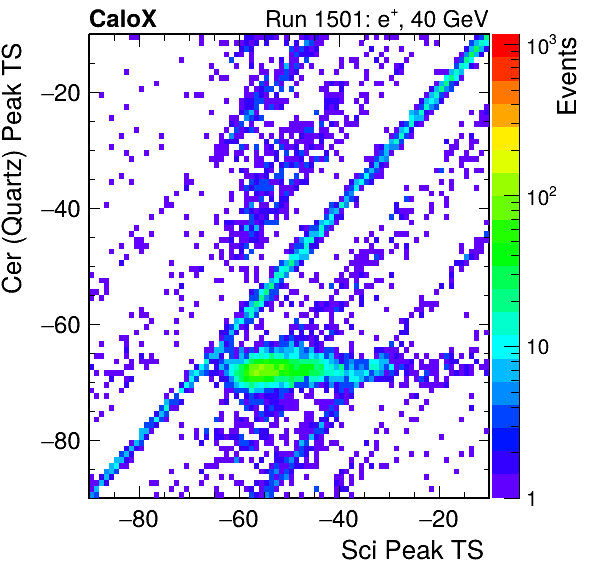 CaloX Run 1501: e⁺, 40 GeV
Cer (Quartz) Peak TS
−20
−40
−60
−80
−80 −60 −40 −20
Sci Peak TS
Events
10³
10²
10
1